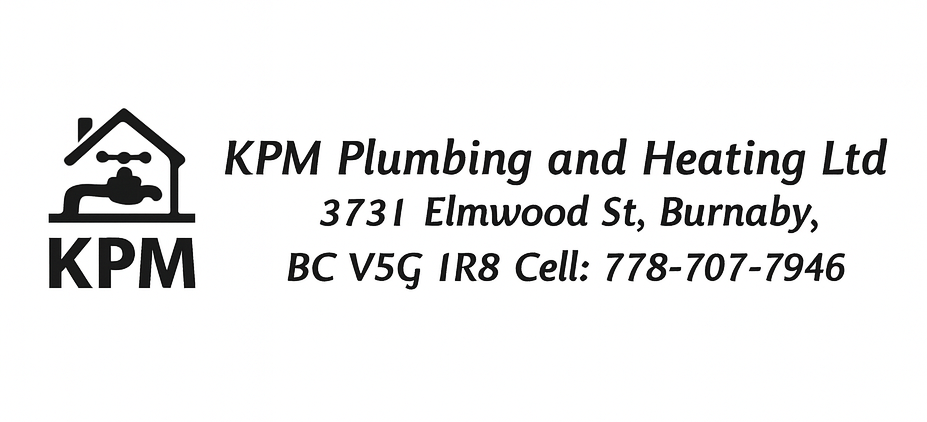 KPM
KPM Plumbing and Heating Ltd
3731 Elmwood St, Burnaby,
BC V5G 1R8 Cell: 778-707-7946